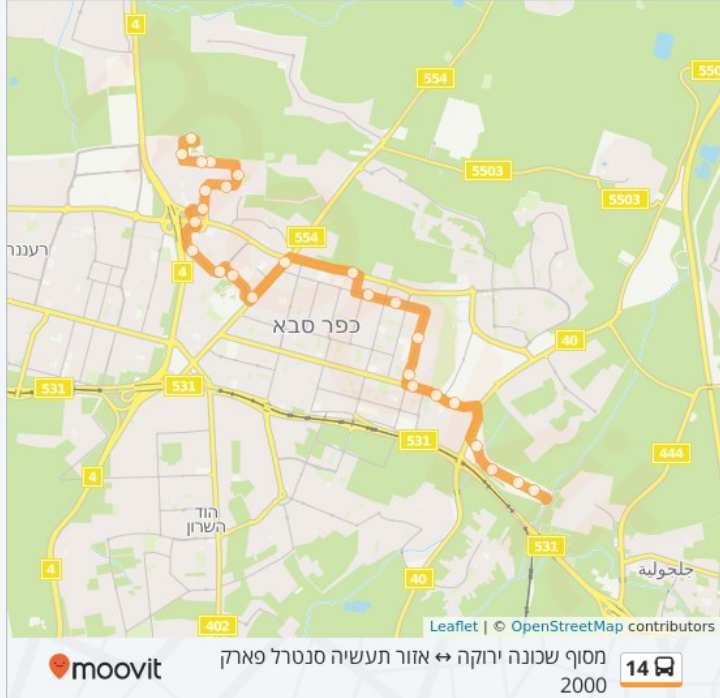 4
554
550
5503
5503
554
רעננה
4
כפר סבא
40
531
531
531
444
4
הוד
השרון
531
4
40
ג׳לג׳וליה
402
Leaflet | © OpenStreetMap contributors
moovit
מסוף שכונה ירוקה ↔ אזור תעשיה סנטרל פארק
2000
14